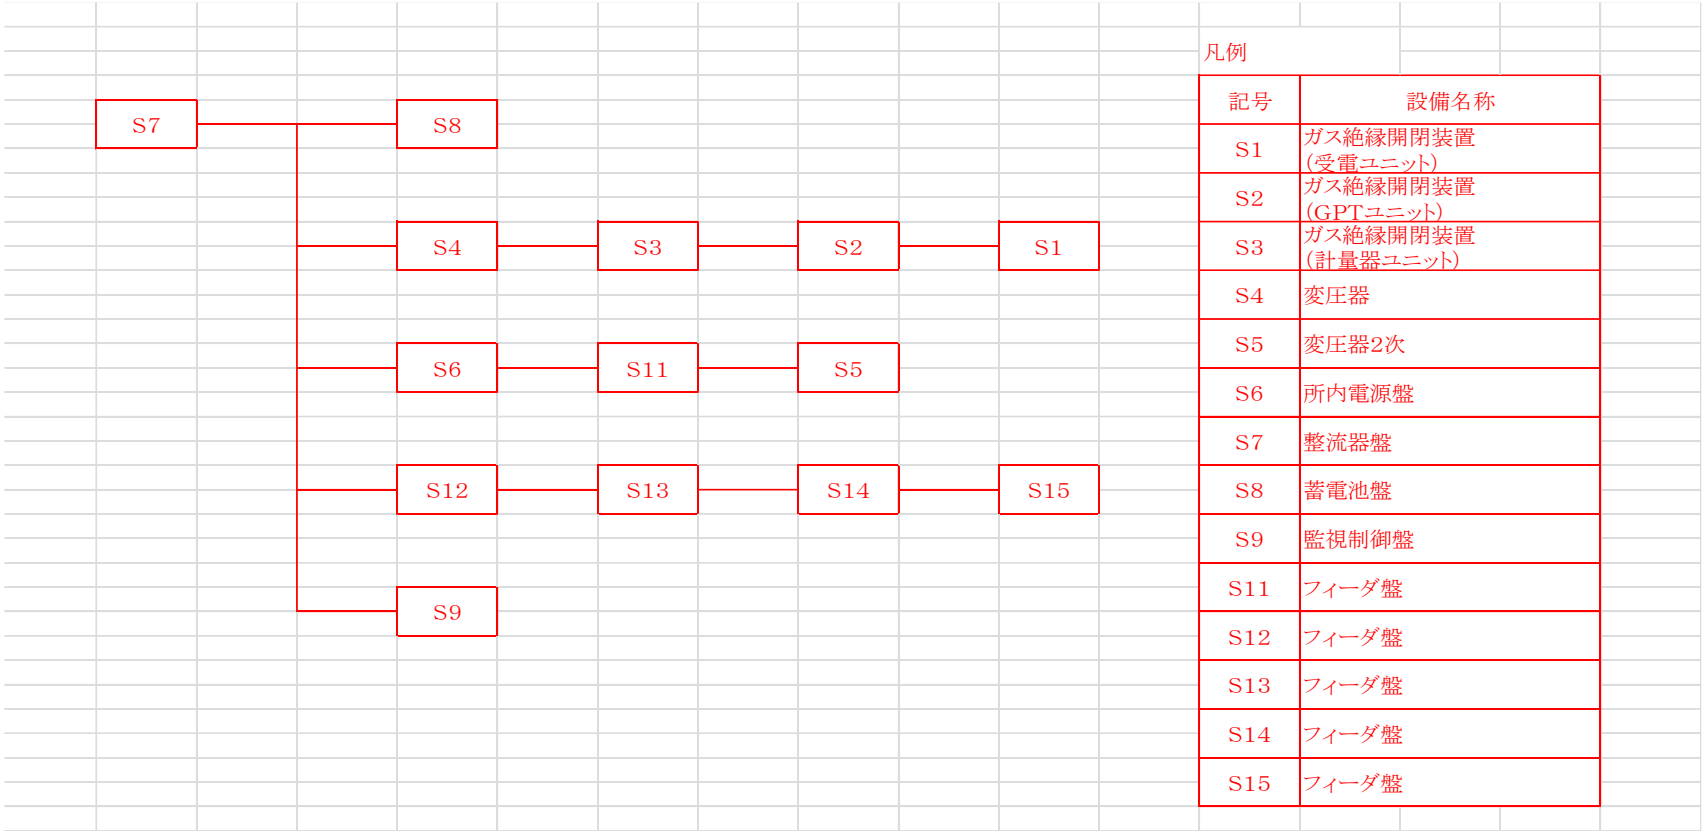 凡例
記号 設備名称
S7 S8
S1 ガス絶縁開閉装置
（受電ユニット）
S2 ガス絶縁開閉装置
（GPTユニット）
S4 S3 S2 S1
S3 ガス絶縁開閉装置
（計量器ユニット）
S4 変圧器
S5 変圧器2次
S6 S11 S5
S6 所内電源盤
S7 整流器盤
S12 S13 S14 S15
S8 蓄電池盤
S9 監視制御盤
S11 フィーダ盤
S9
S12 フィーダ盤
S13 フィーダ盤
S14 フィーダ盤
S15 フィーダ盤